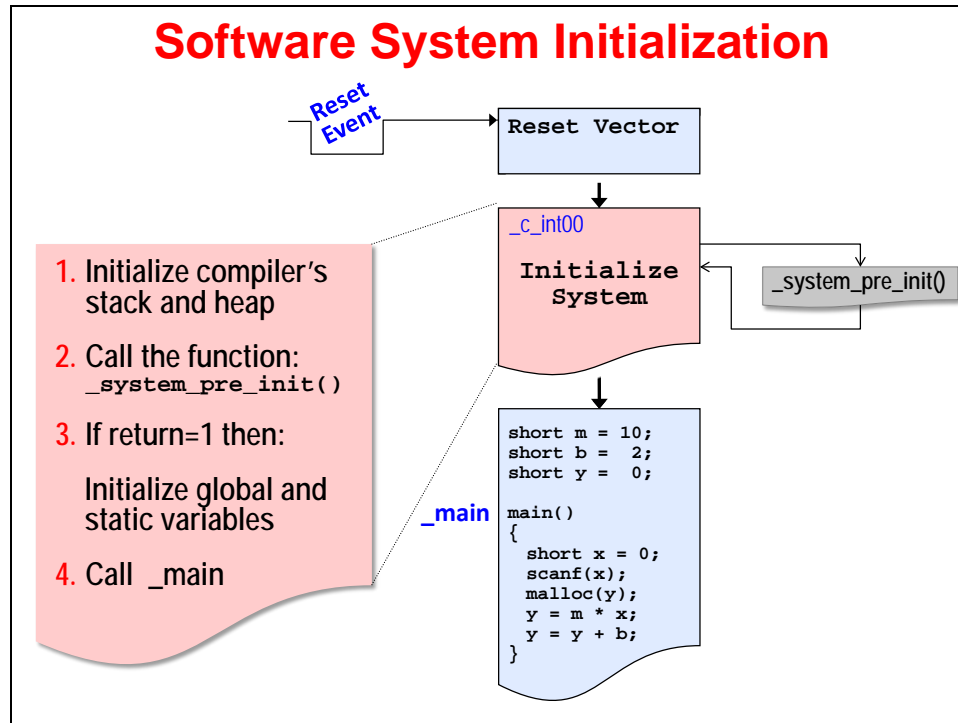 Software System Initialization
Reset
Event
Reset Vector
_c_int00
Initialize
System
_system_pre_init()
1. Initialize compiler's
stack and heap
2. Call the function:
_system_pre_init()
3. If return=1 then:
Initialize global and
static variables
4. Call _main
_main
short m = 10;
short b = 2;
short y = 0;
main()
{
short x = 0;
scanf(x);
malloc(y);
y = m * x;
y = y + b;
}